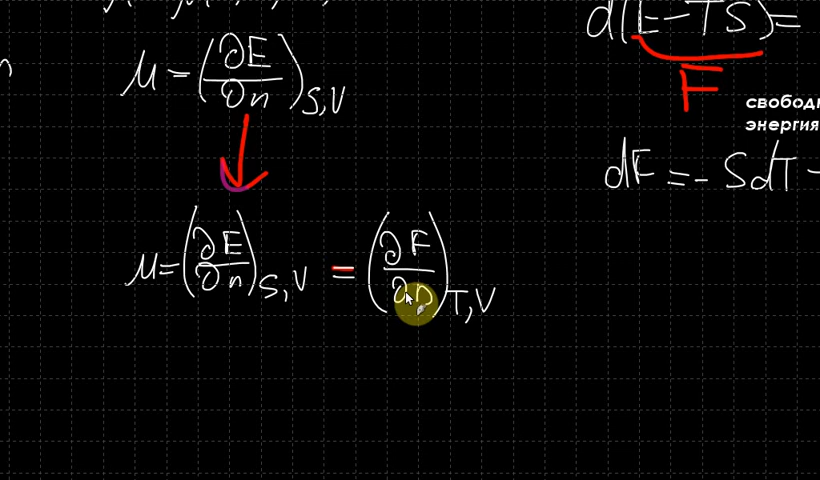 d(E-TS)=
n
μ=(∂E/∂n)S,V
F
свободн
энергия
dF=-SdT-
μ=(∂E/∂n)S,V = (∂F/∂n)T,V